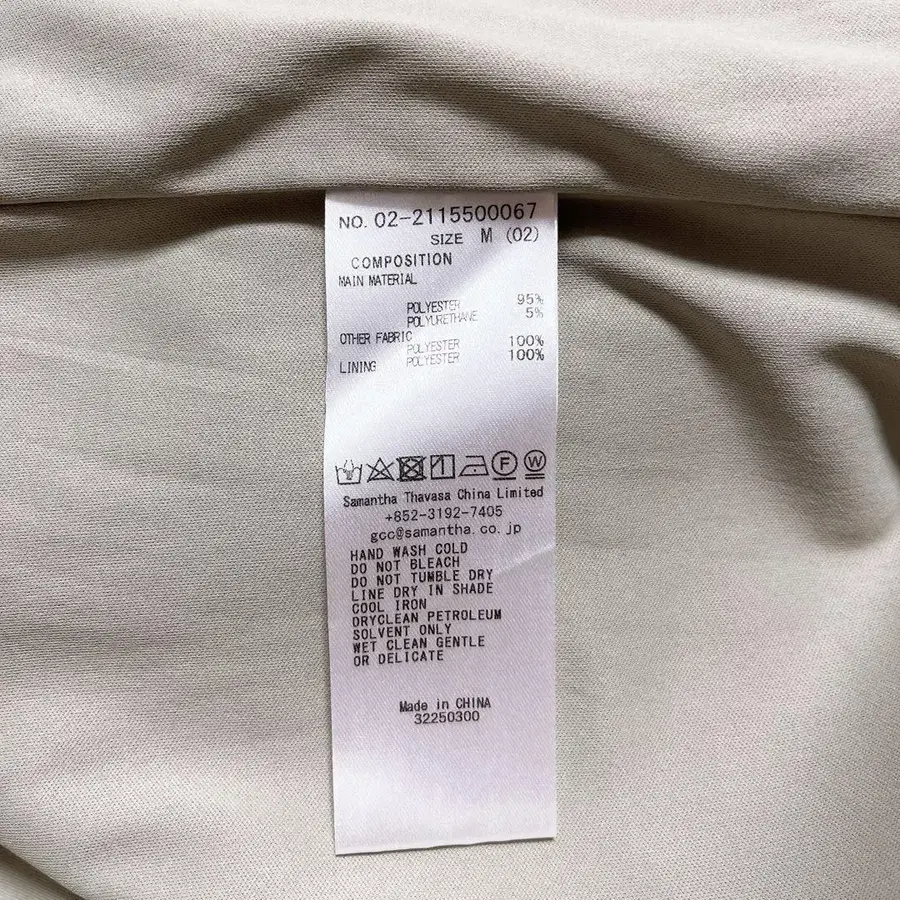 NO. 02-2115500067
SIZE M (02)
COMPOSITION
MAIN MATERIAL
POLYESTER 95%
POLYURETHANE 5%
OTHER FABRIC
POLYESTER 100%
LINING POLYESTER 100%
F W
Samantha Thavasa China Limited
+852-3192-7405
gcc@samantha.co.jp
HAND WASH COLD
DO NOT BLEACH
DO NOT TUMBLE DRY
LINE DRY IN SHADE
COOL IRON
DRYCLEAN PETROLEUM
SOLVENT ONLY
WET CLEAN GENTLE
OR DELICATE
Made in CHINA
32250300